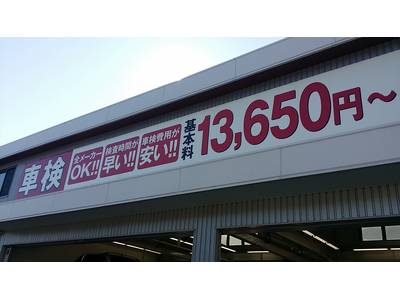 車検
全メーカー
OK!!
検査時間が
早い!!
車検費用が
安い!!
基本料
13,650円～